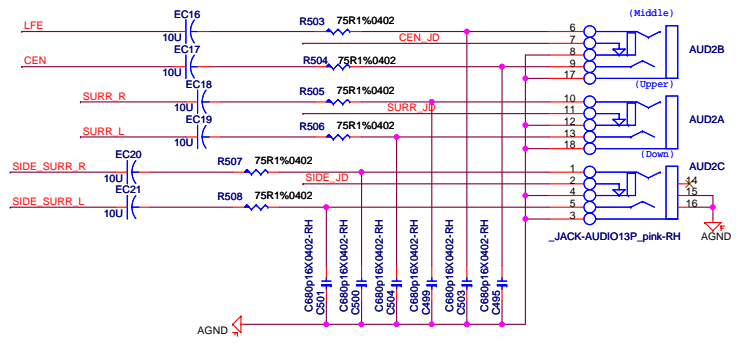 (Middle)
EC16
LFE
10U
R503
75R1%0402
6
CEN_JD
7
8
AUD2B
EC17
CEN
10U
R504
75R1%0402
9
17
(Upper)
EC18
SURR_R
10U
R505
75R1%0402
10
SURR_JD
11
12
AUD2A
EC19
SURR_L
10U
R506
75R1%0402
13
18
(Down)
EC20
SIDE_SURR_R
10U
R507
75R1%0402
1
AUD2C
SIDE_JD
2
14
4
15
EC21
SIDE_SURR_L
10U
R508
75R1%0402
5
16
3
_JACK-AUDIO13P_pink-RH
AGND
C680p16X0402-RH
C501
C680p16X0402-RH
C500
C680p16X0402-RH
C504
C680p16X0402-RH
C499
C680p16X0402-RH
C503
C680p16X0402-RH
C495
AGND